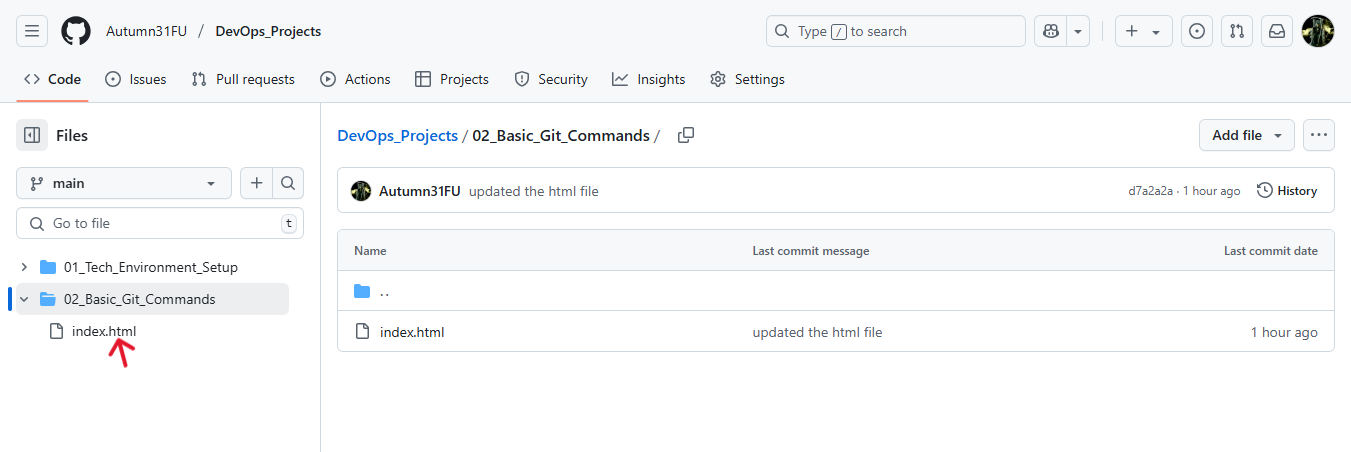 Autumn31FU / DevOps_Projects
Type / to search
Code Issues Pull requests Actions Projects Security Insights Settings
Files
main
Go to file t
01_Tech_Environment_Setup
02_Basic_Git_Commands
index.html
DevOps_Projects / 02_Basic_Git_Commands /
Add file
Autumn31FU updated the html file d7a2a2a · 1 hour ago History
Name Last commit message Last commit date
..
index.html updated the html file 1 hour ago